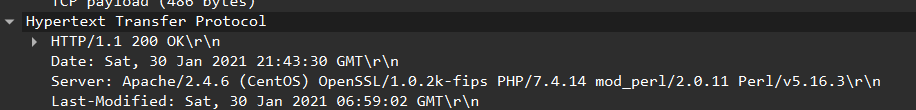 TCP payload (486 bytes)
Hypertext Transfer Protocol
HTTP/1.1 200 OK\r\n
Date: Sat, 30 Jan 2021 21:43:30 GMT\r\n
Server: Apache/2.4.6 (CentOS) OpenSSL/1.0.2k-fips PHP/7.4.14 mod_perl/2.0.11 Perl/v5.16.3\r\n
Last-Modified: Sat, 30 Jan 2021 06:59:02 GMT\r\n